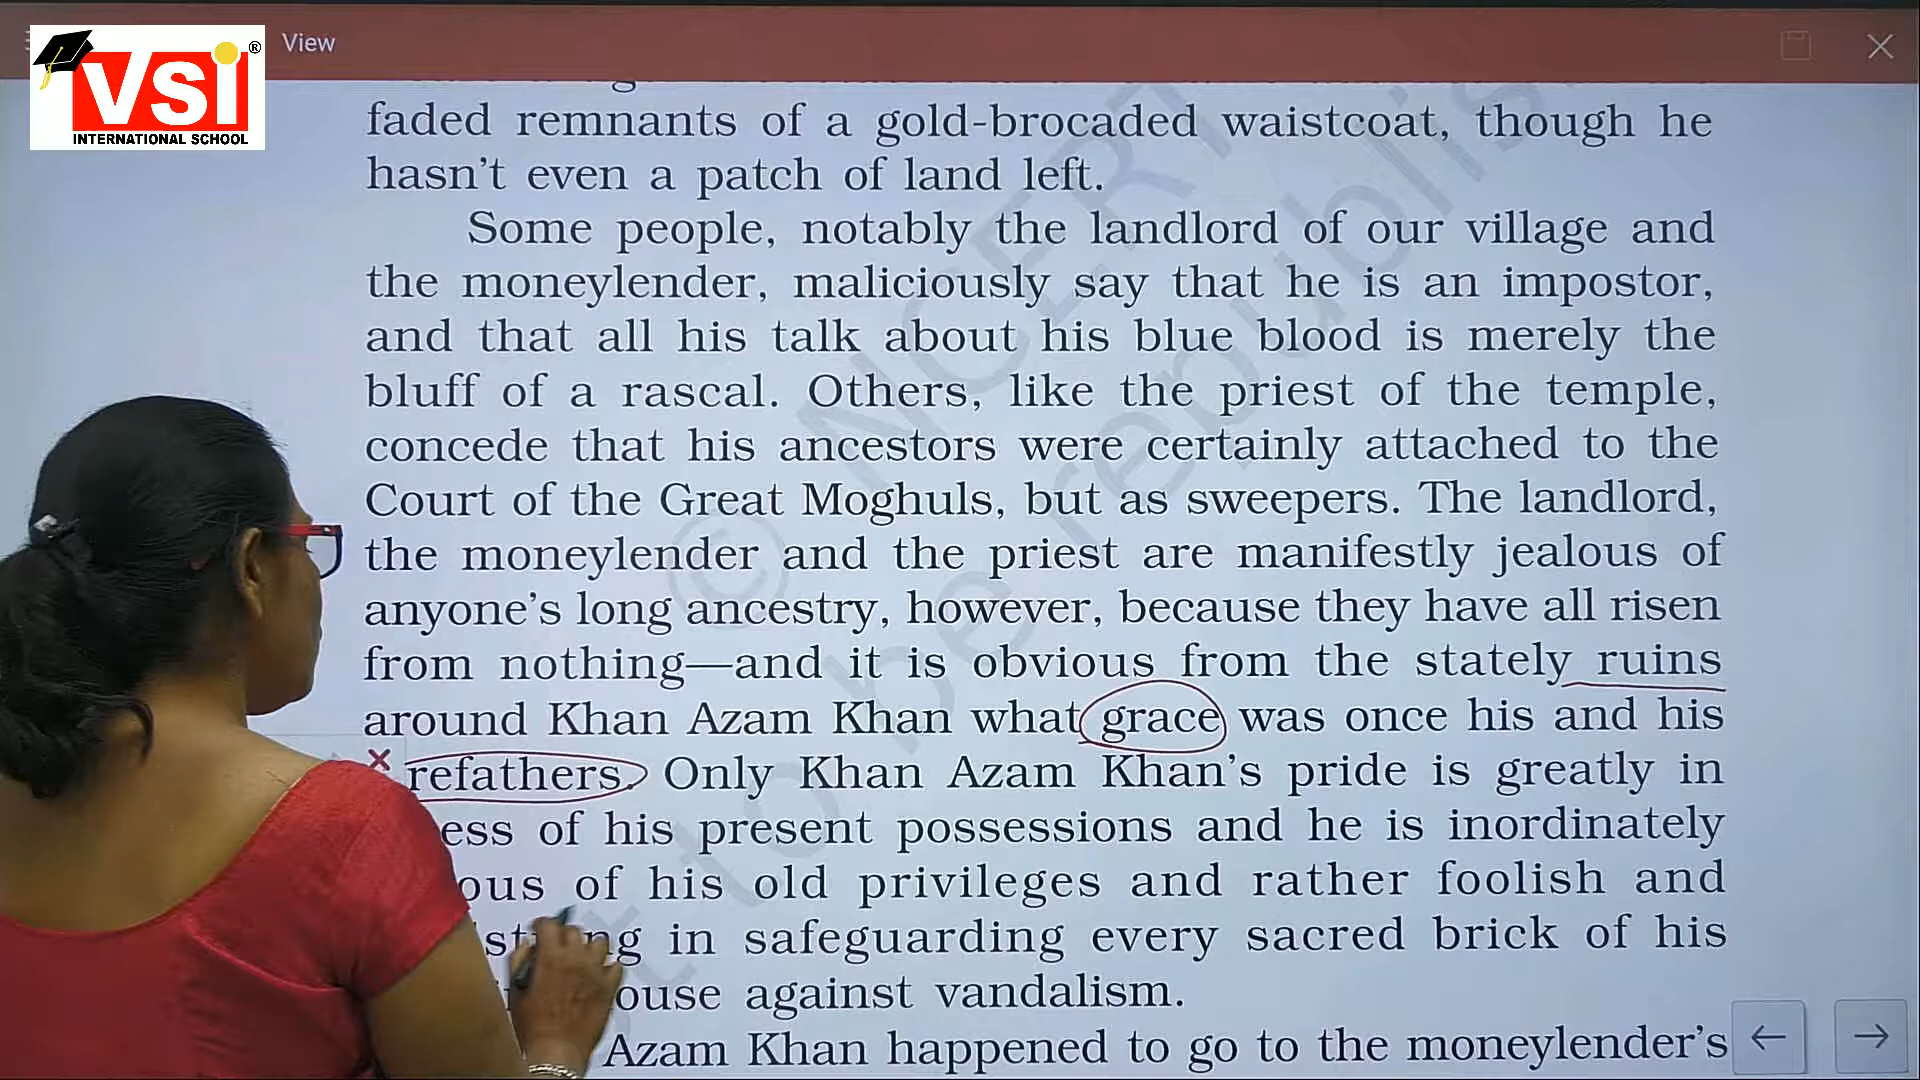 VSI ®
INTERNATIONAL SCHOOL
View
faded remnants of a gold-brocaded waistcoat, though he
hasn't even a patch of land left.
Some people, notably the landlord of our village and
the moneylender, maliciously say that he is an impostor,
and that all his talk about his blue blood is merely the
bluff of a rascal. Others, like the priest of the temple,
concede that his ancestors were certainly attached to the
Court of the Great Moghuls, but as sweepers. The landlord,
the moneylender and the priest are manifestly jealous of
anyone's long ancestry, however, because they have all risen
from nothing—and it is obvious from the stately ruins
around Khan Azam Khan what grace was once his and his
refathers. Only Khan Azam Khan's pride is greatly in
ess of his present possessions and he is inordinately
ous of his old privileges and rather foolish and
in safeguarding every sacred brick of his
ouse against vandalism.
Azam Khan happened to go to the moneylender's
© NCERT
be republis